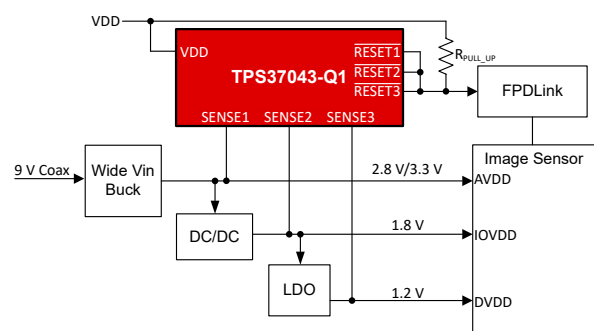 VDD
VDD
RESET1
RESET2
RESET3
TPS37043-Q1
SENSE1 SENSE2 SENSE3
RPULL_UP
FPDLink
Image Sensor
9 V Coax
Wide Vin
Buck
2.8 V/3.3 V
AVDD
DC/DC
1.8 V
IOVDD
LDO
1.2 V
DVDD